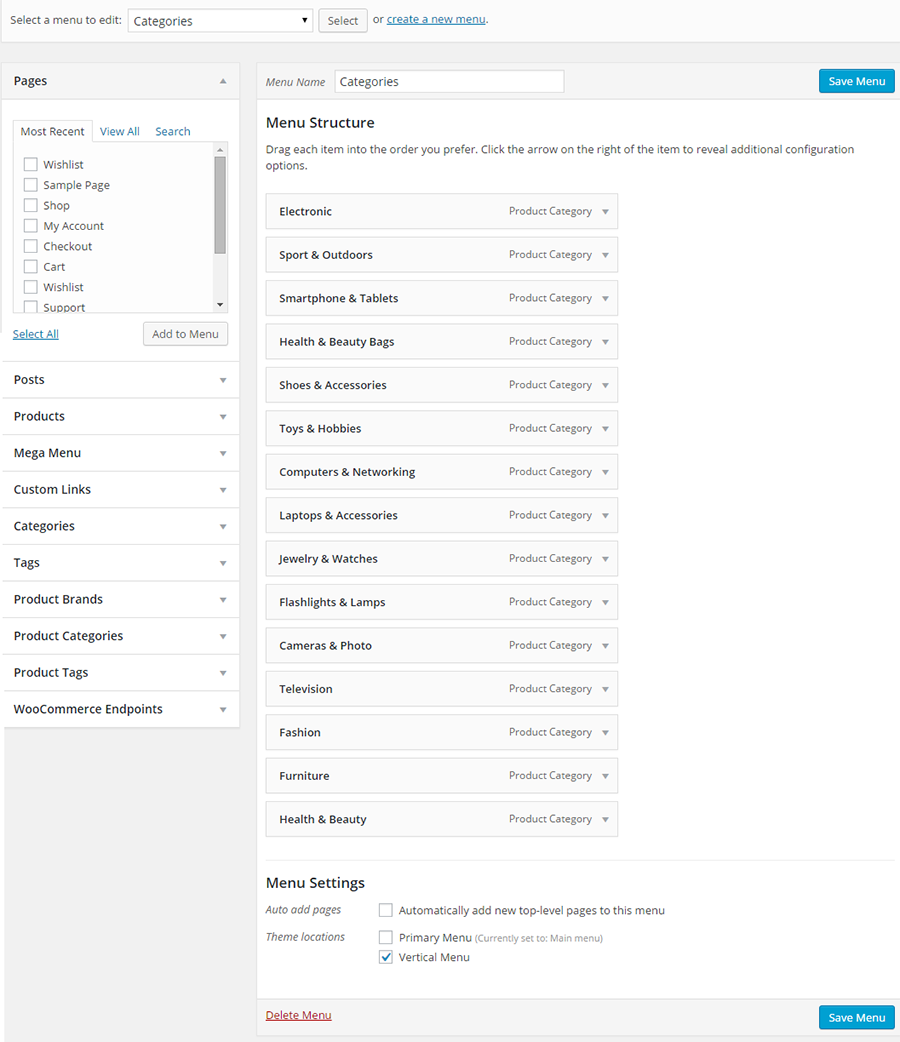 Select a menu to edit: Categories Select or create a new menu.
Pages
Most Recent View All Search
Wishlist
Sample Page
Shop
My Account
Checkout
Cart
Wishlist
Support
Select All Add to Menu
Posts
Products
Mega Menu
Custom Links
Categories
Tags
Product Brands
Product Categories
Product Tags
WooCommerce Endpoints
Menu Name Categories Save Menu
Menu Structure
Drag each item into the order you prefer. Click the arrow on the right of the item to reveal additional configuration
options.
Electronic Product Category
Sport & Outdoors Product Category
Smartphone & Tablets Product Category
Health & Beauty Bags Product Category
Shoes & Accessories Product Category
Toys & Hobbies Product Category
Computers & Networking Product Category
Laptops & Accessories Product Category
Jewelry & Watches Product Category
Flashlights & Lamps Product Category
Cameras & Photo Product Category
Television Product Category
Fashion Product Category
Furniture Product Category
Health & Beauty Product Category
Menu Settings
Auto add pages Automatically add new top-level pages to this menu
Theme locations Primary Menu (Currently set to: Main menu)
Vertical Menu
Delete Menu Save Menu